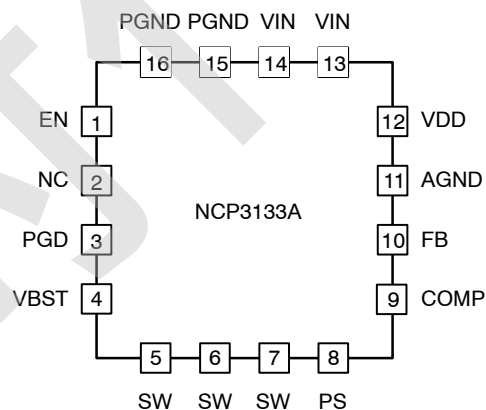 PGND PGND VIN VIN
16 15 14 13
EN 1 12 VDD
NC 2 11 AGND
NCP3133A
PGD 3 10 FB
VBST 4 9 COMP
5 6 7 8
SW SW SW PS